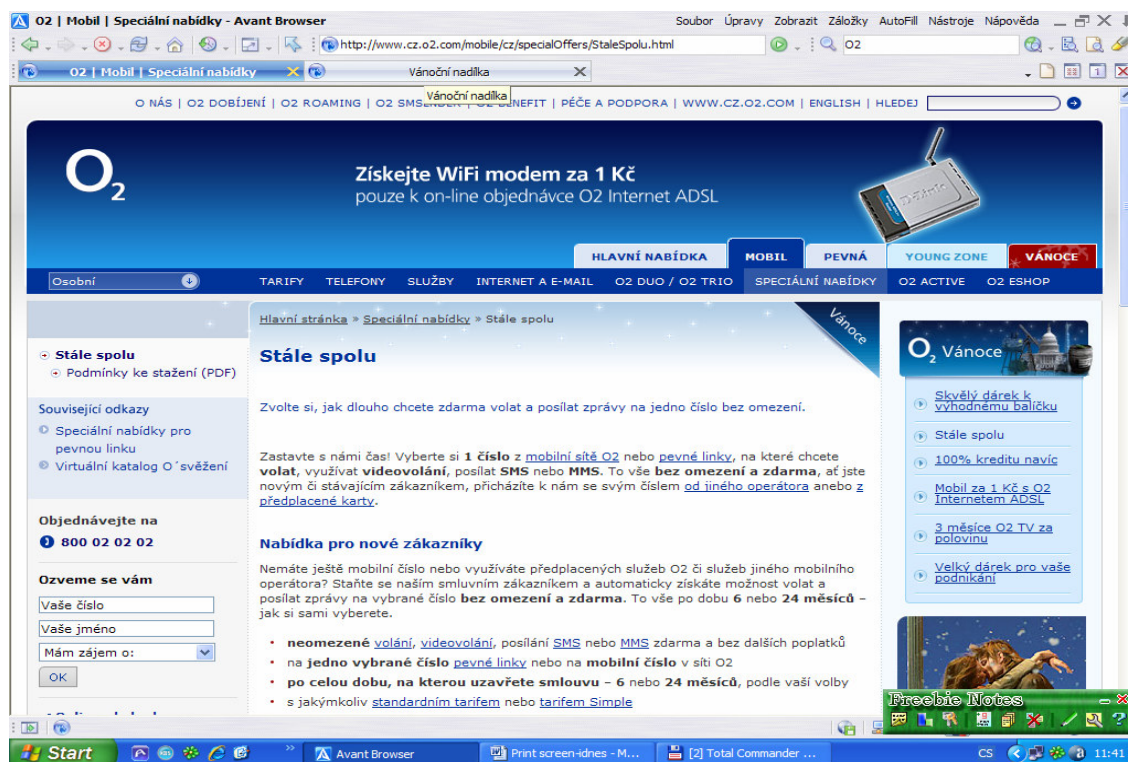 O2 | Mobil | Speciální nabídky - Avant Browser
Soubor Úpravy Zobrazit Záložky AutoFill Nástroje Nápověda
http://www.cz.o2.com/mobile/cz/specialOffers/StaleSpolu.html
O2
O2 | Mobil | Speciální nabídky
Vánoční nadílka
Vánoční nadílka
O NÁS | O2 DOBÍJENÍ | O2 ROAMING | O2 BENEFIT | PÉČE A PODPORA | WWW.CZ.O2.COM | ENGLISH | HLEDEJ
O2
Získejte WiFi modem za 1 Kč
pouze k on-line objednávce O2 Internet ADSL
D-Link
HLAVNÍ NABÍDKA MOBIL PEVNÁ YOUNG ZONE VÁNOCE
Osobní
TARIFY TELEFONY SLUŽBY INTERNET A E-MAIL O2 DUO / O2 TRIO SPECIÁLNÍ NABÍDKY O2 ACTIVE O2 ESHOP
Stále spolu
Podmínky ke stažení (PDF)
Související odkazy
Speciální nabídky pro
pevnou linku
Virtuální katalog O´svěžení
Objednávejte na
800 02 02 02
Ozveme se vám
Vaše číslo
Vaše jméno
Mám zájem o:
OK
Hlavní stránka » Speciální nabídky » Stále spolu
Vánoce
Stále spolu
Zvolte si, jak dlouho chcete zdarma volat a posílat zprávy na jedno číslo bez omezení.
Zastavte s námi čas! Vyberte si 1 číslo z mobilní sítě O2 nebo pevné linky, na které chcete
volat, využívat videovolání, posílat SMS nebo MMS. To vše bez omezení a zdarma, ať jste
novým či stávajícím zákazníkem, přicházíte k nám se svým číslem od jiného operátora anebo z
předplacené karty.
Nabídka pro nové zákazníky
Nemáte ještě mobilní číslo nebo využíváte předplacených služeb O2 či služeb jiného mobilního
operátora? Staňte se naším smluvním zákazníkem a automaticky získáte možnost volat a
posílat zprávy na vybrané číslo bez omezení a zdarma. To vše po dobu 6 nebo 24 měsíců –
jak si sami vyberete.
• neomezené volání, videovolání, posílání SMS nebo MMS zdarma a bez dalších poplatků
• na jedno vybrané číslo pevné linky nebo na mobilní číslo v síti O2
• po celou dobu, na kterou uzavřete smlouvu – 6 nebo 24 měsíců, podle vaší volby
• s jakýmkoliv standardním tarifem nebo tarifem Simple
O2 Vánoce
Skvělý dárek k
výhodnému balíčku
Stále spolu
100% kreditu navíc
Mobil za 1 Kč s O2
Internetem ADSL
3 měsíce O2 TV za
polovinu
Velký dárek pro vaše
podnikání
Freebie Notes
Start
Avant Browser
Print screen-idnes - M...
[2] Total Commander ...
CS
11:41